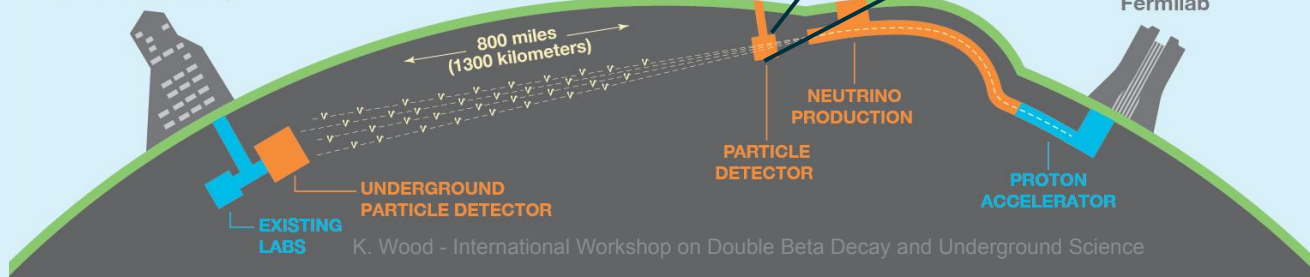 Fermilab
800 miles
(1300 kilometers)
NEUTRINO
PRODUCTION
PARTICLE
DETECTOR
PROTON
ACCELERATOR
UNDERGROUND
PARTICLE DETECTOR
EXISTING
LABS
K. Wood - International Workshop on Double Beta Decay and Underground Science